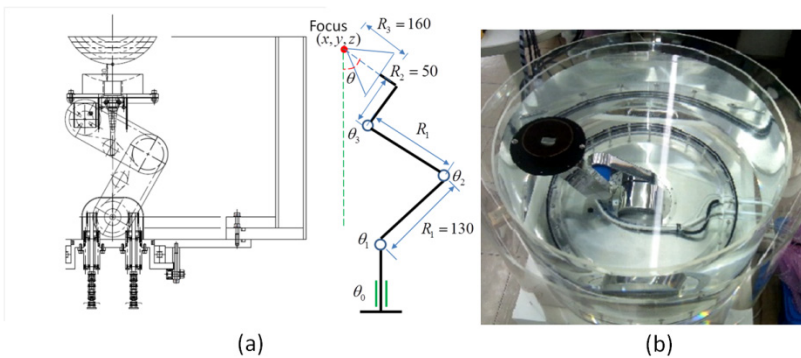 Focus
(x, y, z)
R₃ = 160
θ
R₂ = 50
θ₃
R₁
θ₂
θ₁
R₁ = 130
θ₀
(a)
(b)